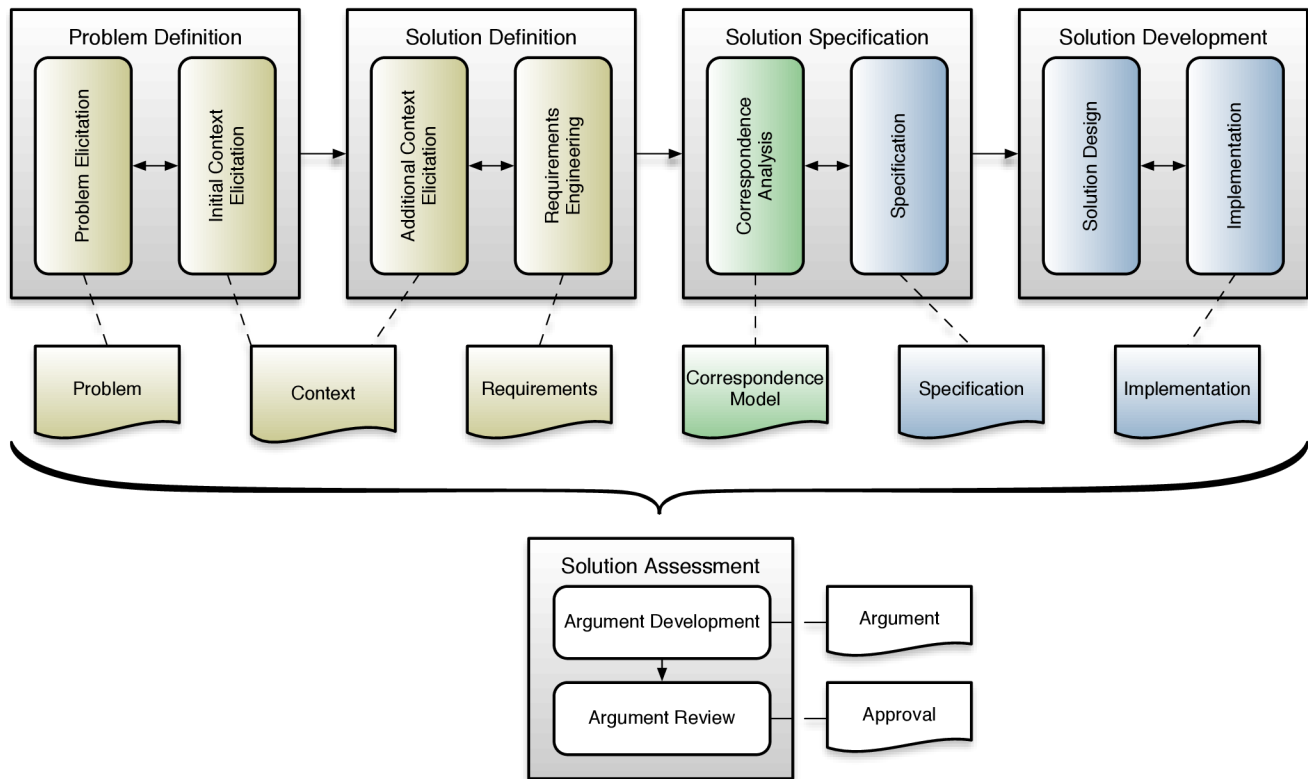 Problem Definition
Problem Elicitation
Initial Context
Elicitation
Solution Definition
Additional Context
Elicitation
Requirements
Engineering
Solution Specification
Correspondence
Analysis
Specification
Solution Development
Solution Design
Implementation
Problem
Context
Requirements
Correspondence
Model
Specification
Implementation
Solution Assessment
Argument Development
Argument
Argument Review
Approval